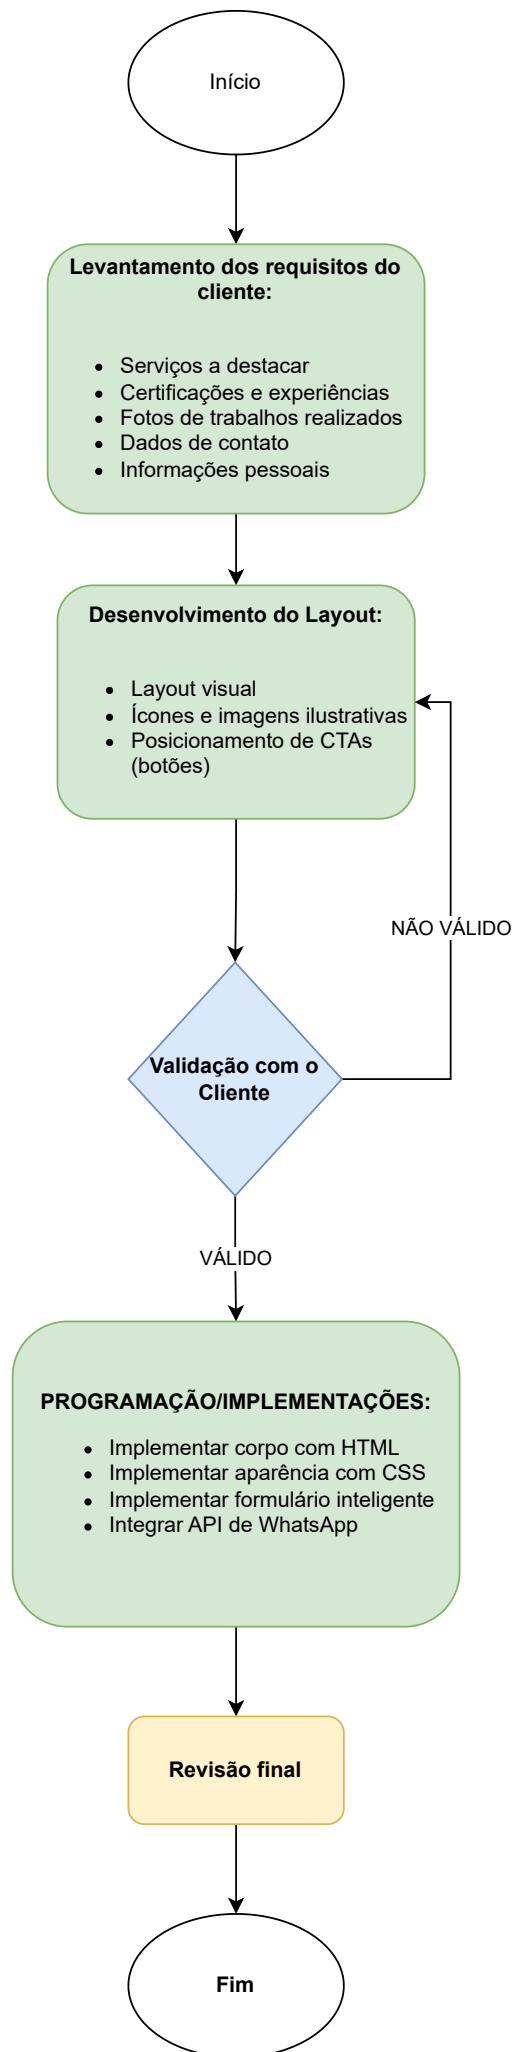 Início
Levantamento dos requisitos do
cliente:
• Serviços a destacar
• Certificações e experiências
• Fotos de trabalhos realizados
• Dados de contato
• Informações pessoais
Desenvolvimento do Layout:
• Layout visual
• Ícones e imagens ilustrativas
• Posicionamento de CTAs
(botões)
NÃO VÁLIDO
Validação com o
Cliente
VÁLIDO
PROGRAMAÇÃO/IMPLEMENTAÇÕES:
• Implementar corpo com HTML
• Implementar aparência com CSS
• Implementar formulário inteligente
• Integrar API de WhatsApp
Revisão final
Fim